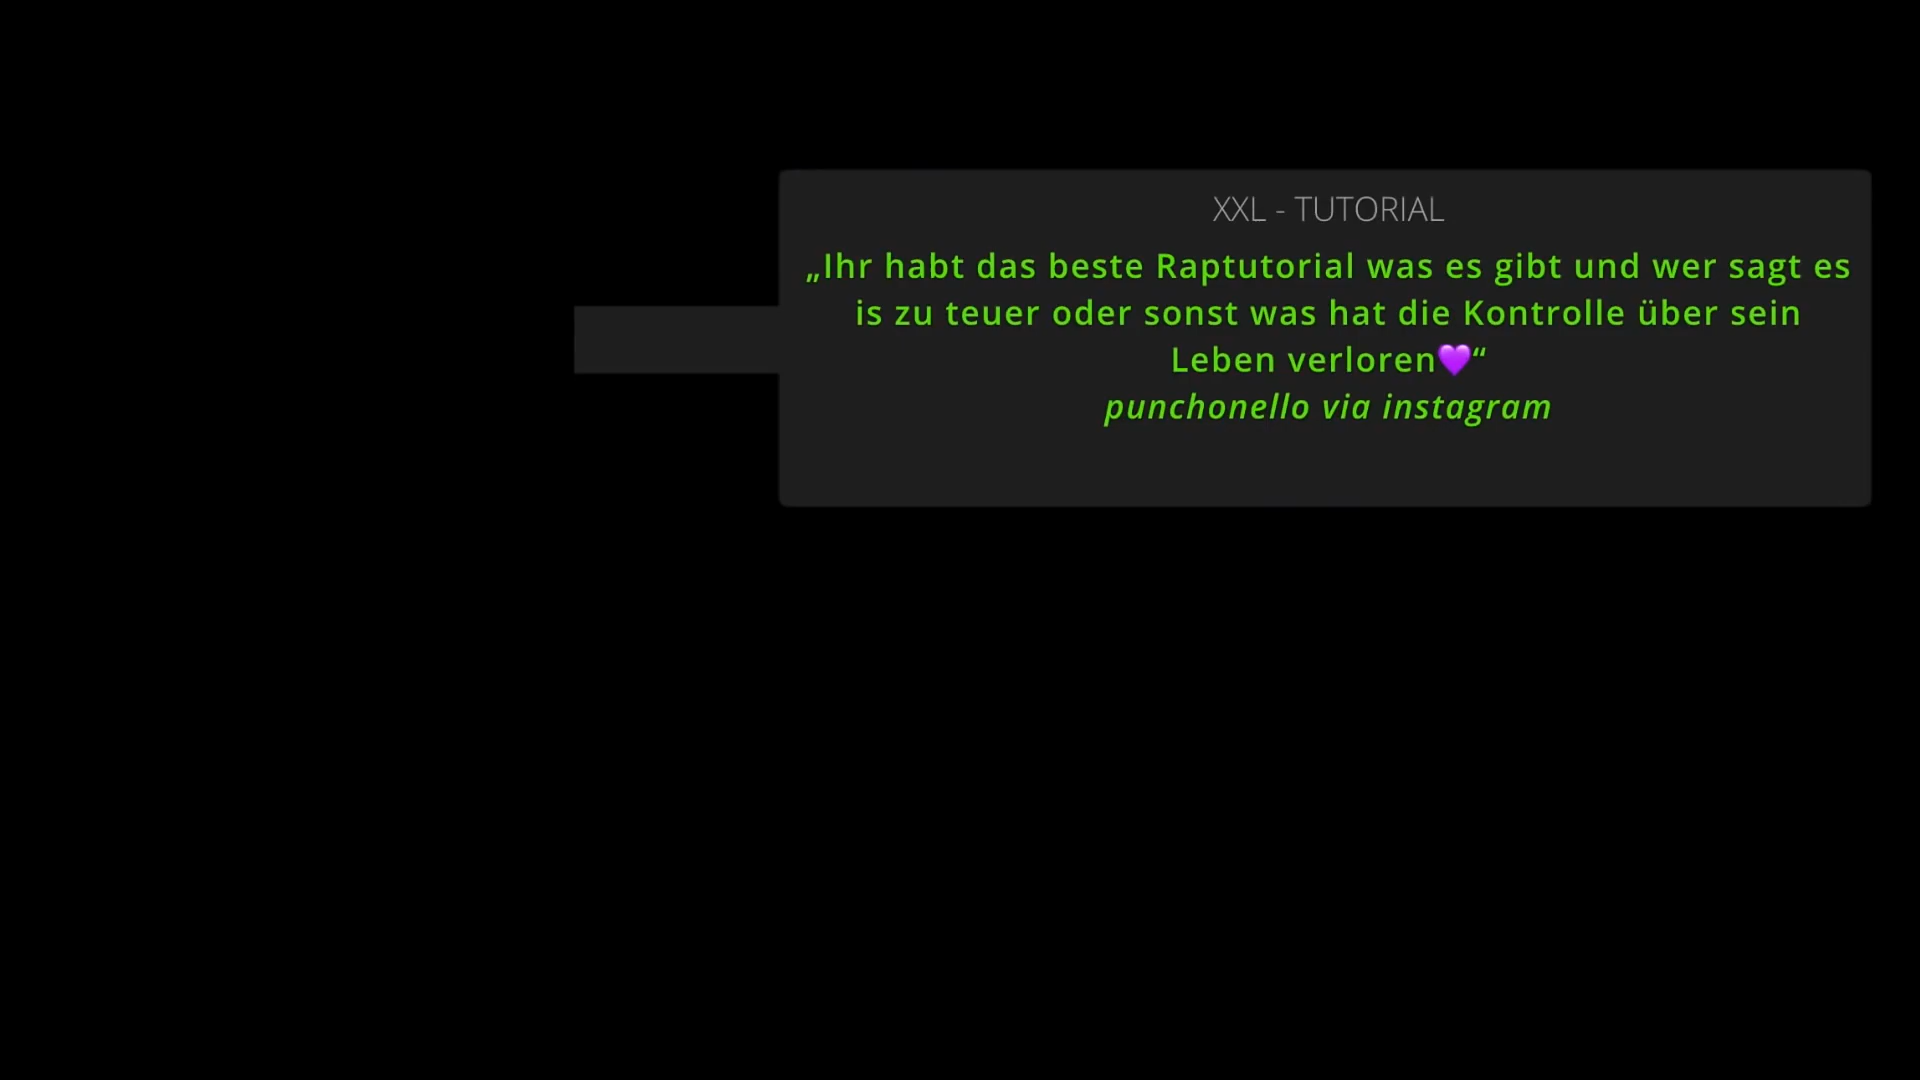 XXL - TUTORIAL
„Ihr habt das beste Raptutorial was es gibt und wer sagt es
is zu teuer oder sonst was hat die Kontrolle über sein
Leben verloren💜“
punchonello via instagram